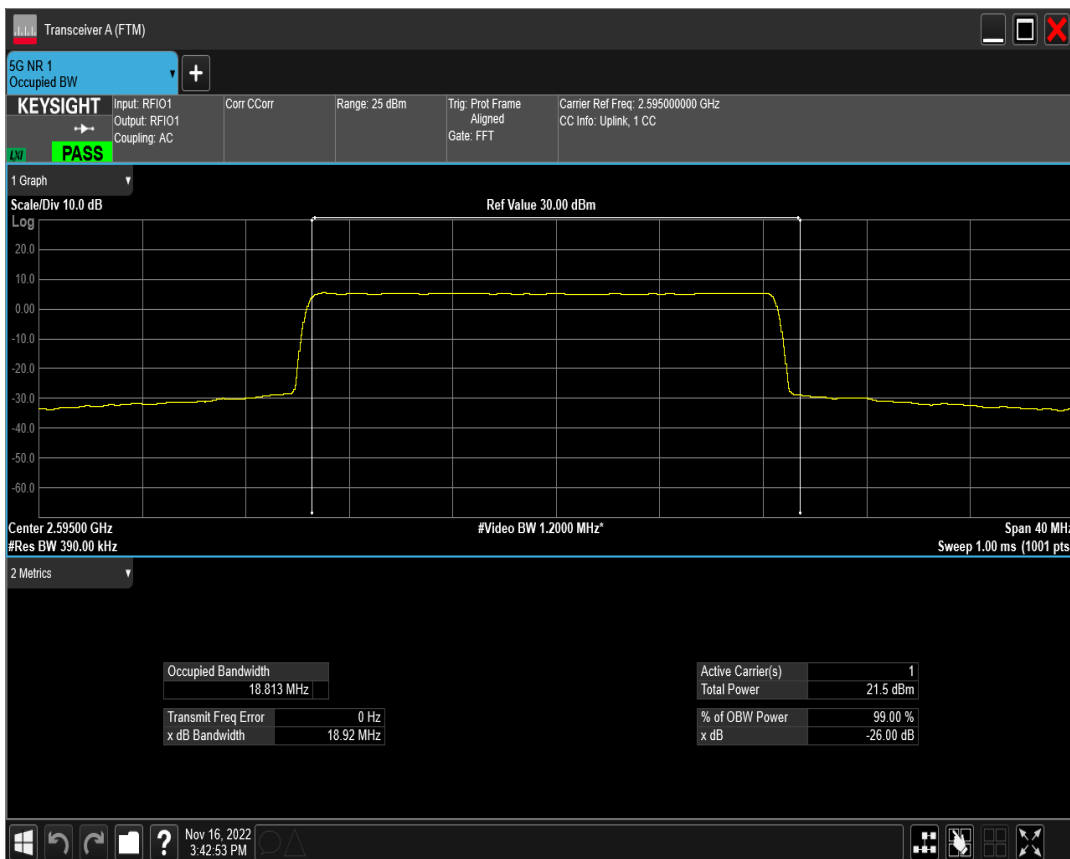 Transceiver A (FTM)
5G NR 1
Occupied BW
+
KEYSIGHT
LXI
PASS
Input: RFIO1
Output: RFIO1
Coupling: AC
Corr CCorr
Range: 25 dBm
Trig: Prot Frame
Aligned
Gate: FFT
Carrier Ref Freq: 2.595000000 GHz
CC Info: Uplink, 1 CC
1 Graph
Scale/Div 10.0 dB
Ref Value 30.00 dBm
Log
20.0
10.0
0.00
-10.0
-20.0
-30.0
-40.0
-50.0
-60.0
Center 2.59500 GHz
#Video BW 1.2000 MHz*
Span 40 MHz
#Res BW 390.00 kHz
Sweep 1.00 ms (1001 pts
2 Metrics
Occupied Bandwidth
18.813 MHz
Transmit Freq Error 0 Hz
x dB Bandwidth 18.92 MHz
Active Carrier(s) 1
Total Power 21.5 dBm
% of OBW Power 99.00 %
x dB -26.00 dB
?
Nov 16, 2022
3:42:53 PM